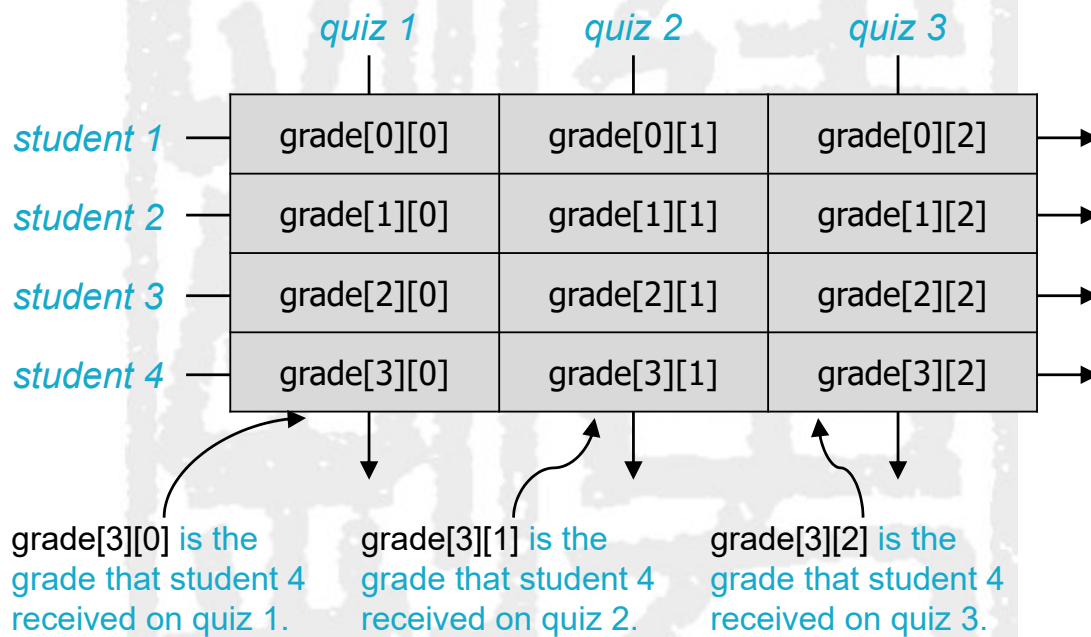 quiz 1 quiz 2 quiz 3
student 1 grade[0][0] grade[0][1] grade[0][2]
student 2 grade[1][0] grade[1][1] grade[1][2]
student 3 grade[2][0] grade[2][1] grade[2][2]
student 4 grade[3][0] grade[3][1] grade[3][2]
grade[3][0] is the
grade that student 4
received on quiz 1.
grade[3][1] is the
grade that student 4
received on quiz 2.
grade[3][2] is the
grade that student 4
received on quiz 3.